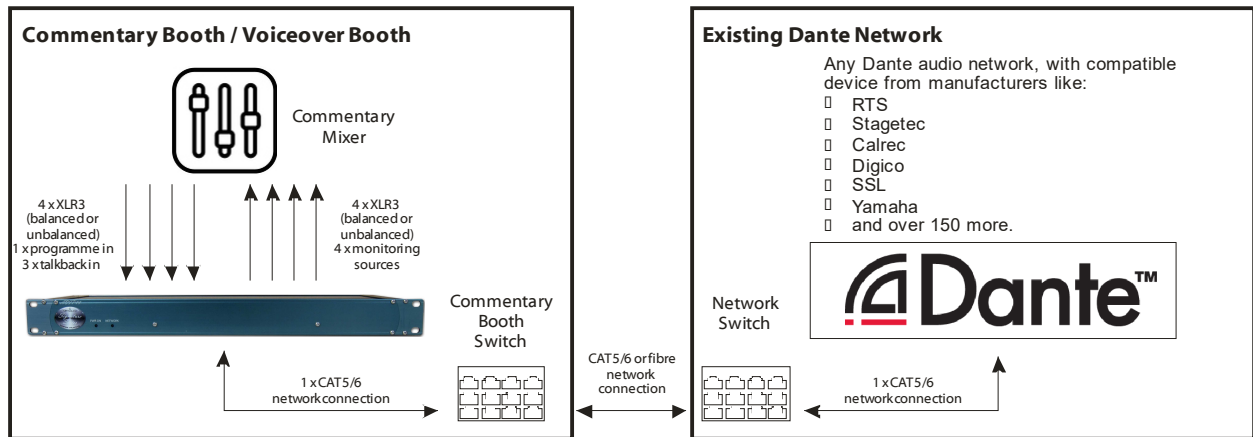 Commentary Booth / Voiceover Booth
Commentary
Mixer
4 x XLR3
(balanced or
unbalanced)
1 x programme in
3 x talkback in
4 x XLR3
(balanced or
unbalanced)
4 x monitoring
sources
Commentary
Booth
Switch
1 x CAT5/6
network connection
CAT5/6 or fibre
network
connection
Existing Dante Network
Any Dante audio network, with compatible
device from manufacturers like:
RTS
Stagetec
Calrec
Digico
SSL
Yamaha
and over 150 more.
Dante™
Network
Switch
1 x CAT5/6
network connection